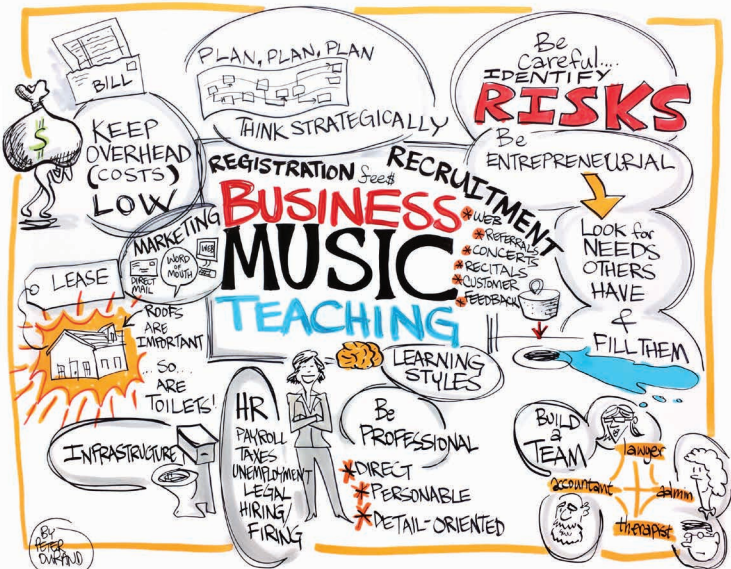 BILL
$
KEEP
OVERHEAD
(COSTS)
LOW
PLAN, PLAN, PLAN
THINK STRATEGICALLY
Be
Careful....
IDENTIFY
RISKS
Be
ENTREPRENEURIAL
LOOK for
NEEDS
OTHERS
HAVE
&
FILL THEM
REGISTRATION fee$
RECRUITMENT
*WEB
*REFERRALS
*CONCERTS
*RECITALS
*CUSTOMER
*FEEDBACK
BUSINESS
MUSIC
TEACHING
MARKETING
DIRECT
MAIL
WORD
OF
MOUTH
WEB
LEASE
ROOFS
ARE
IMPORTANT
...SO...
ARE
TOILETS!
INFRASTRUCTURE
HR
PAYROLL
TAXES
UNEMPLOYMENT
LEGAL
HIRING/
FIRING
LEARNING
STYLES
Be
PROFESSIONAL
*DIRECT
*PERSONABLE
*DETAIL-ORIENTED
BUILD
a
TEAM
lawyer
accountant
admin
therapist
BY
PETER
DURAND